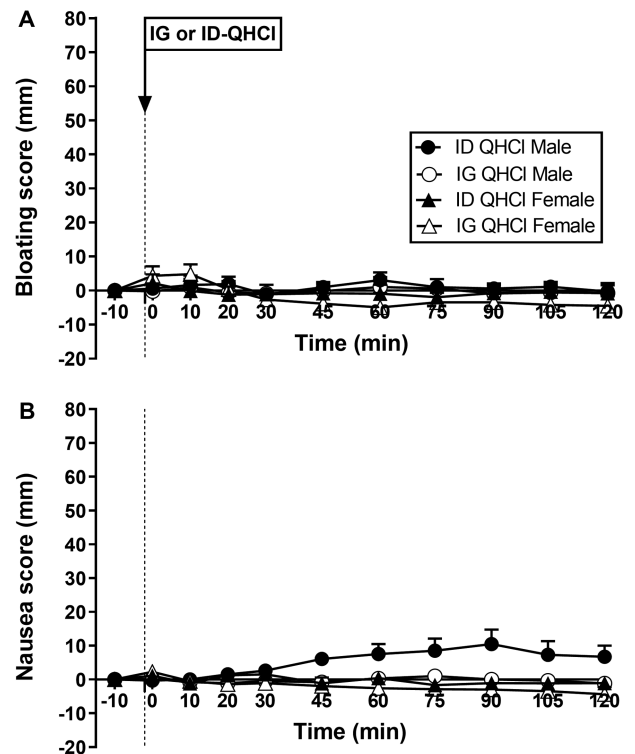 A
Bloating score (mm)
80
70
60
50
40
30
20
10
0
-10
-20
IG or ID-QHCl
ID QHCl Male
IG QHCl Male
ID QHCl Female
IG QHCl Female
-10 0 10 20 30 45 60 75 90 105 120
Time (min)
B
Nausea score (mm)
80
70
60
50
40
30
20
10
0
-10
-20
-10 0 10 20 30 45 60 75 90 105 120
Time (min)